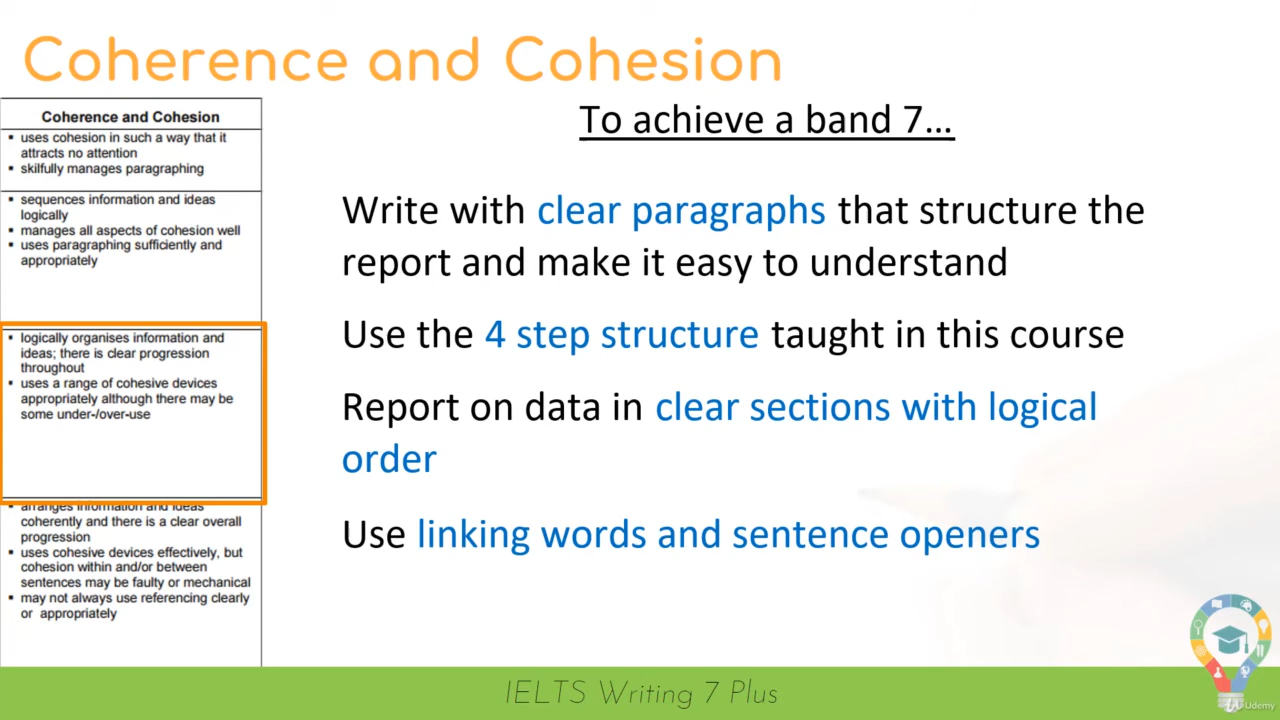 Coherence and Cohesion
Coherence and Cohesion
▪ uses cohesion in such a way that it
attracts no attention
▪ skilfully manages paragraphing
▪ sequences information and ideas
logically
▪ manages all aspects of cohesion well
▪ uses paragraphing sufficiently and
appropriately
▪ logically organises information and
ideas; there is clear progression
throughout
▪ uses a range of cohesive devices
appropriately although there may be
some under-/over-use
▪ arranges information and ideas
coherently and there is a clear overall
progression
▪ uses cohesive devices effectively, but
cohesion within and/or between
sentences may be faulty or mechanical
▪ may not always use referencing clearly
or appropriately
To achieve a band 7...
Write with clear paragraphs that structure the
report and make it easy to understand
Use the 4 step structure taught in this course
Report on data in clear sections with logical
order
Use linking words and sentence openers
IELTS Writing 7 Plus
Udemy